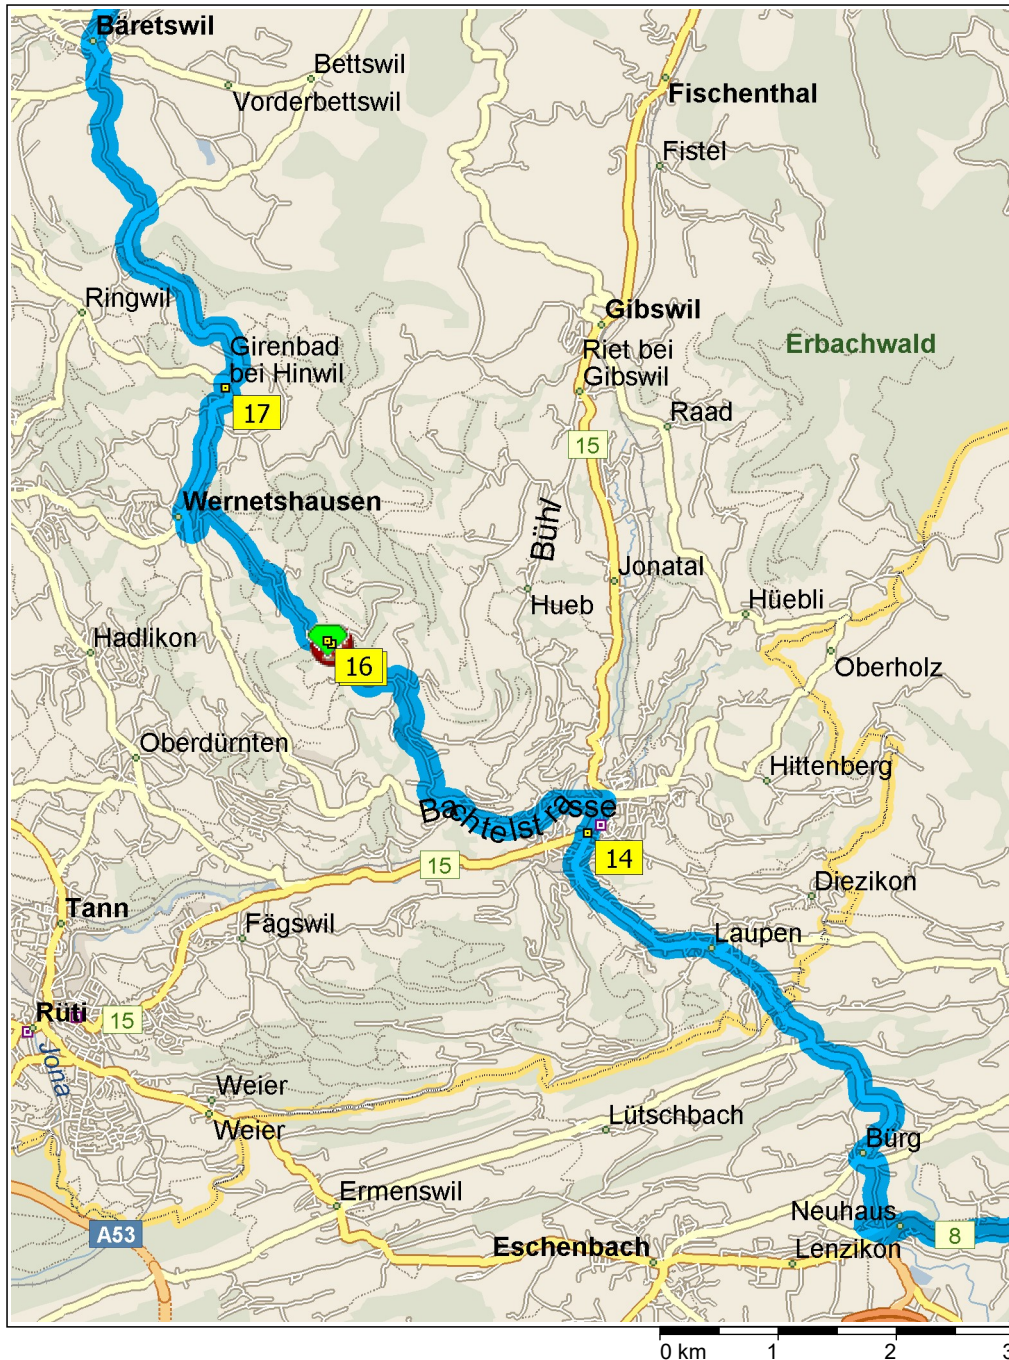 Bäretswil
Bettswil
Vorderbettswil
Fischenthal
Fistel
Ringwil
Gibswil
Girenbad
bei Hinwil
Riet bei
Gibswil
Erbachwald
17
Raad
15
Wernetshausen
Bühl
Jonatal
Hueb
Hüebli
Hadlikon
16
Oberholz
Oberdürnten
Hittenberg
Bachtelstrasse
14
15
Diezikon
Tann
Fägswil
Laupen
Rüti
15
Jona
Weier
Weier
Lütschbach
Bürg
Ermenswil
Neuhaus
A53
8
Eschenbach
Lenzikon
0 km 1 2 3